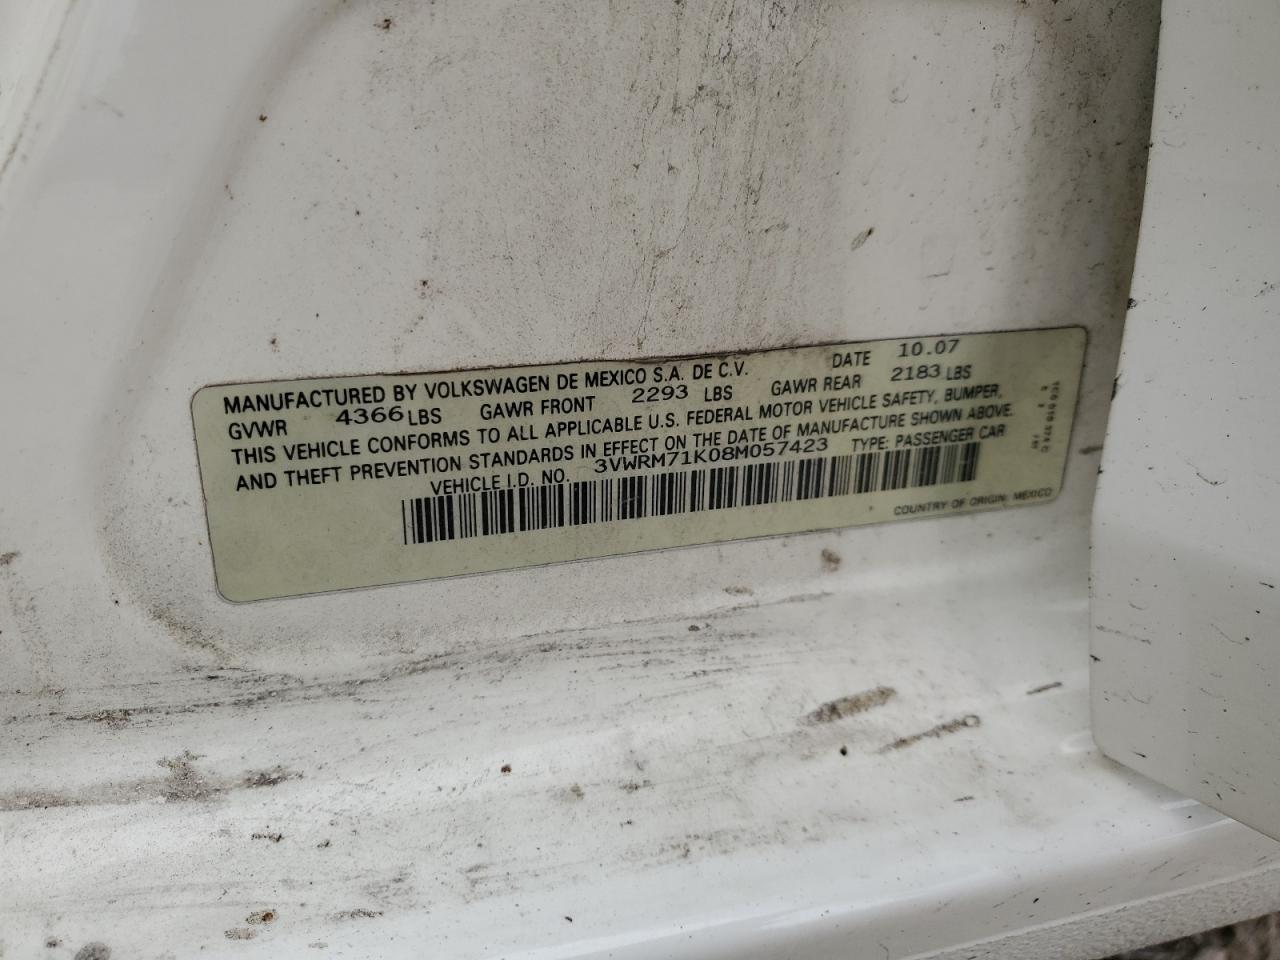 MANUFACTURED BY VOLKSWAGEN DE MEXICO S.A. DE C.V. DATE 10.07
GVWR 4366 LBS GAWR FRONT 2293 LBS GAWR REAR 2183 LBS
THIS VEHICLE CONFORMS TO ALL APPLICABLE U.S. FEDERAL MOTOR VEHICLE SAFETY, BUMPER,
AND THEFT PREVENTION STANDARDS IN EFFECT ON THE DATE OF MANUFACTURE SHOWN ABOVE.
VEHICLE I.D. NO. 3VWRM71K08M057423 TYPE: PASSENGER CAR
COUNTRY OF ORIGIN: MEXICO